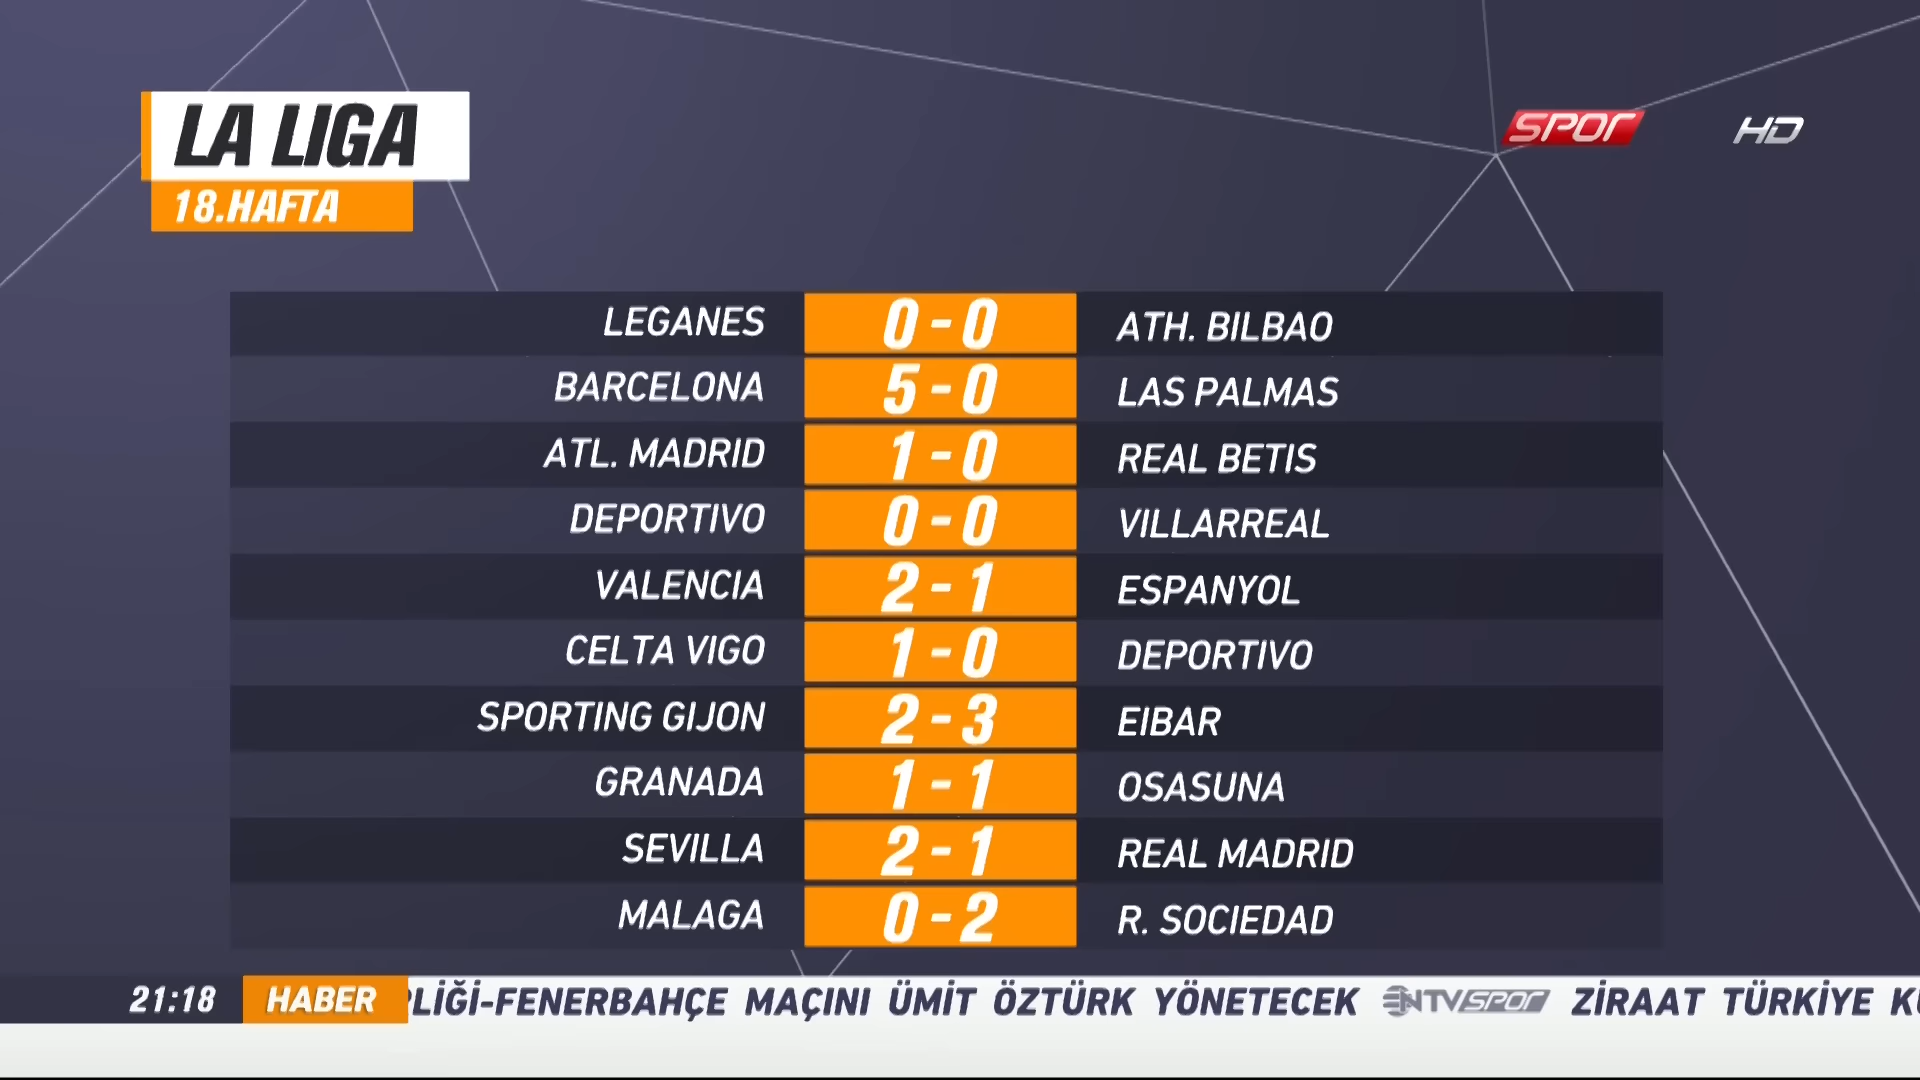 LA LIGA
18.HAFTA
SPOR HD
LEGANES 0 - 0 ATH. BILBAO
BARCELONA 5 - 0 LAS PALMAS
ATL. MADRID 1 - 0 REAL BETIS
DEPORTIVO 0 - 0 VILLARREAL
VALENCIA 2 - 1 ESPANYOL
CELTA VIGO 1 - 0 DEPORTIVO
SPORTING GIJON 2 - 3 EIBAR
GRANADA 1 - 1 OSASUNA
SEVILLA 2 - 1 REAL MADRID
MALAGA 0 - 2 R. SOCIEDAD
21:18 HABER LİĞİ-FENERBAHÇE MAÇINI ÜMİT ÖZTÜRK YÖNETECEK NTVSPOR ZİRAAT TÜRKİYE